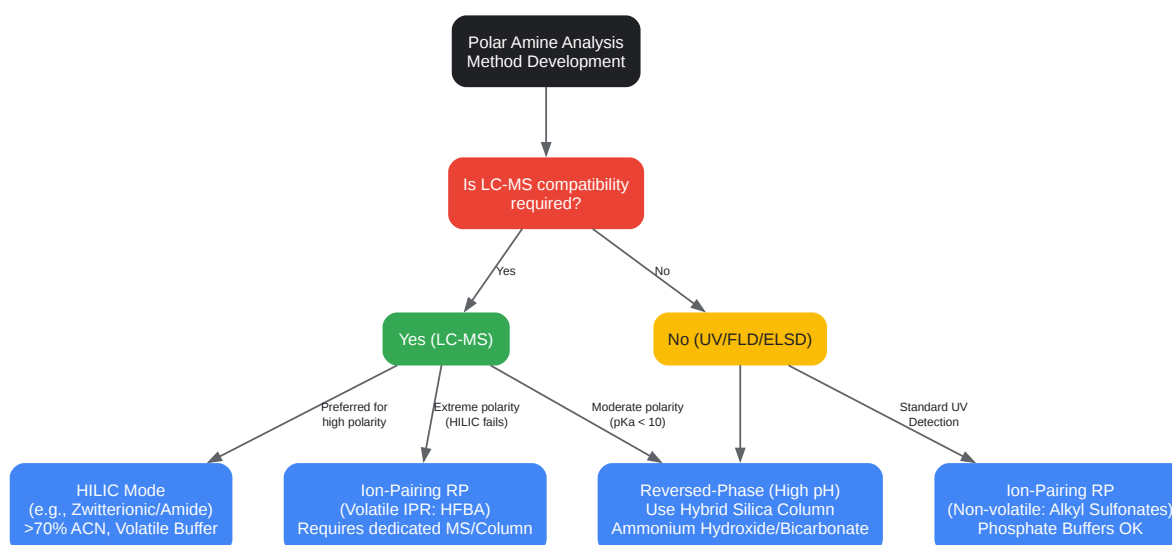 Polar Amine Analysis
Method Development
Is LC-MS compatibility
required?
Yes
No
Yes (LC-MS)
No (UV/FLD/ELSD)
Preferred for
high polarity
Extreme polarity
(HILIC fails)
Moderate polarity
(pKa < 10)
Standard UV
Detection
HILIC Mode
(e.g., Zwitterionic/Amide)
>70% ACN, Volatile Buffer
Ion-Pairing RP
(Volatile IPR: HFBA)
Requires dedicated MS/Column
Reversed-Phase (High pH)
Use Hybrid Silica Column
Ammonium Hydroxide/Bicarbonate
Ion-Pairing RP
(Non-volatile: Alkyl Sulfonates)
Phosphate Buffers OK